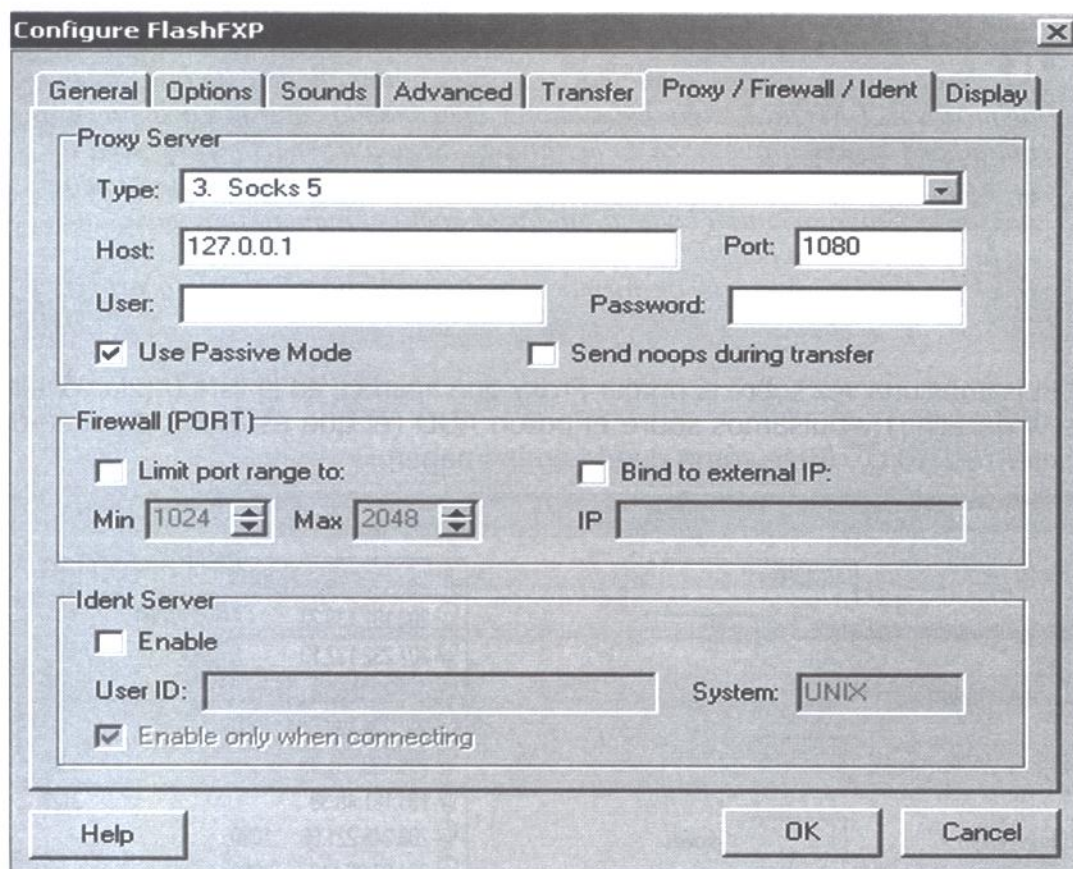 Configure FlashFXP
General Options Sounds Advanced Transfer Proxy / Firewall / Ident Display
Proxy Server
Type: 3. Socks 5
Host: 127.0.0.1 Port: 1080
User: Password:
Use Passive Mode Send noops during transfer
Firewall (PORT)
Limit port range to: Bind to external IP:
Min 1024 Max 2048 IP
Ident Server
Enable
User ID: System: UNIX
Enable only when connecting
Help OK Cancel